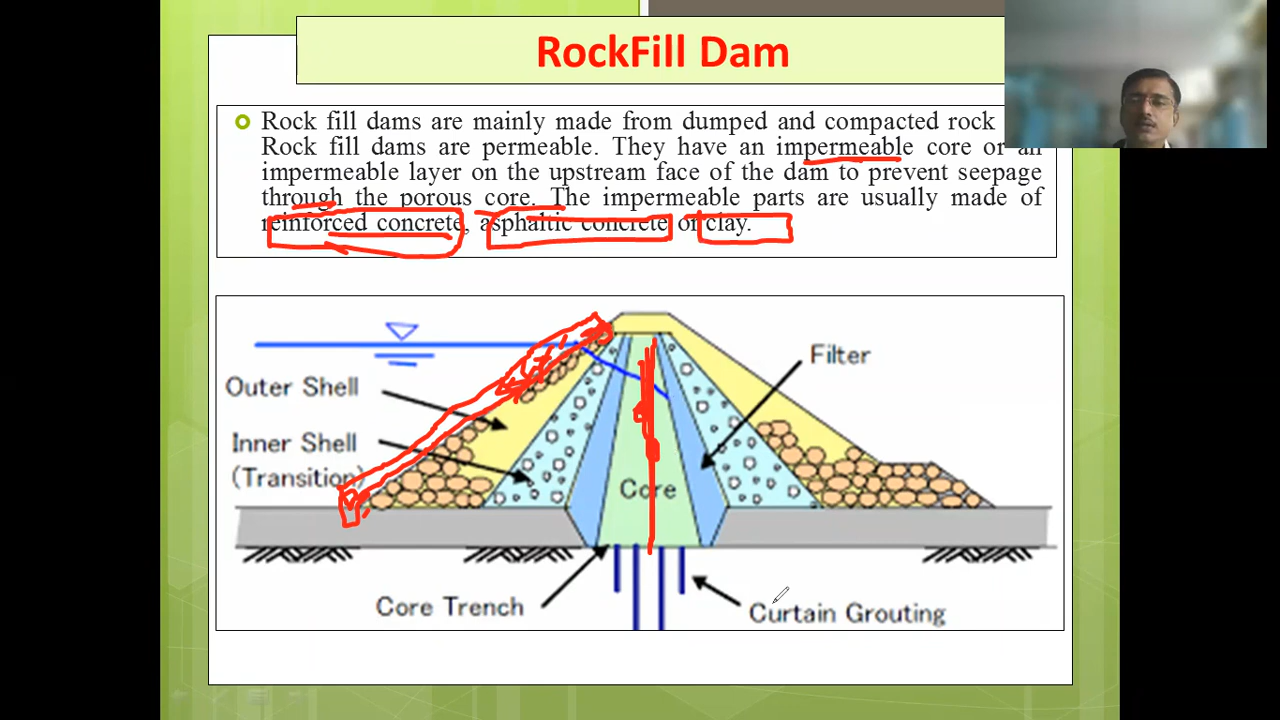 RockFill Dam
Rock fill dams are mainly made from dumped and compacted rock
Rock fill dams are permeable. They have an impermeable core or an
impermeable layer on the upstream face of the dam to prevent seepage
through the porous core. The impermeable parts are usually made of
reinforced concrete, asphaltic concrete or clay.
Filter
Outer Shell
Inner Shell
(Transition)
Core
Core Trench
Curtain Grouting